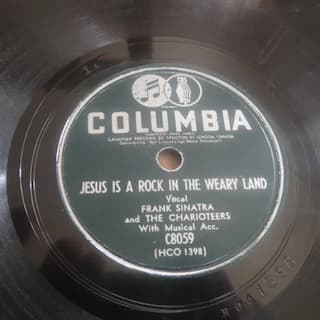 COLUMBIA
JESUS IS A ROCK IN THE WEARY LAND
Vocal
FRANK SINATRA
and THE CHARIOTEERS
With Musical Acc.
C8059
(HCO 1398)